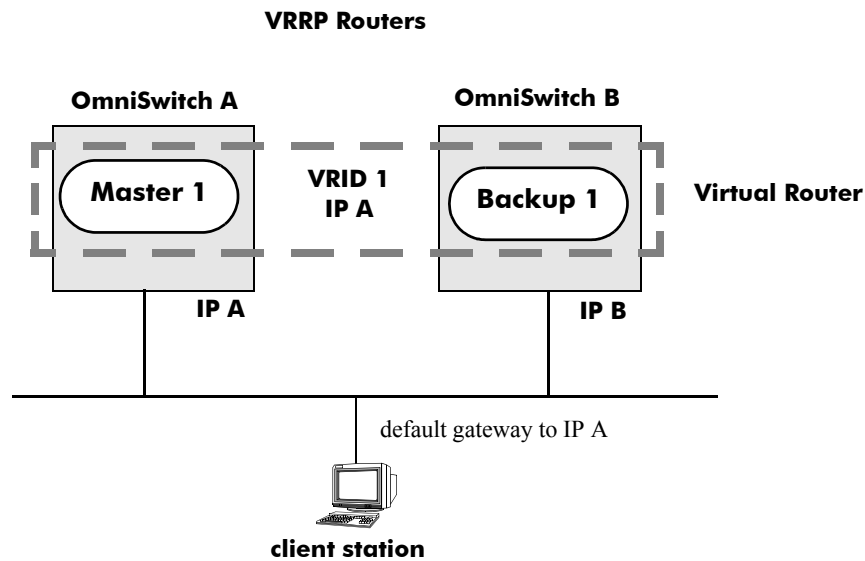 VRRP Routers
OmniSwitch A
OmniSwitch B
Master 1
VRID 1
IP A
Backup 1
Virtual Router
IP A
IP B
default gateway to IP A
client station